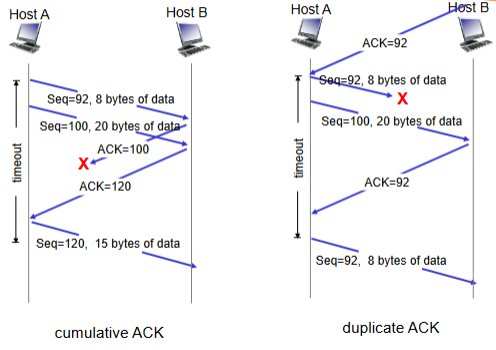 Host A
Host B
Seq=92, 8 bytes of data
Seq=100, 20 bytes of data
ACK=100
X
timeout
ACK=120
Seq=120, 15 bytes of data
cumulative ACK
Host A
Host B
ACK=92
Seq=92, 8 bytes of data
X
Seq=100, 20 bytes of data
timeout
ACK=92
Seq=92, 8 bytes of data
duplicate ACK